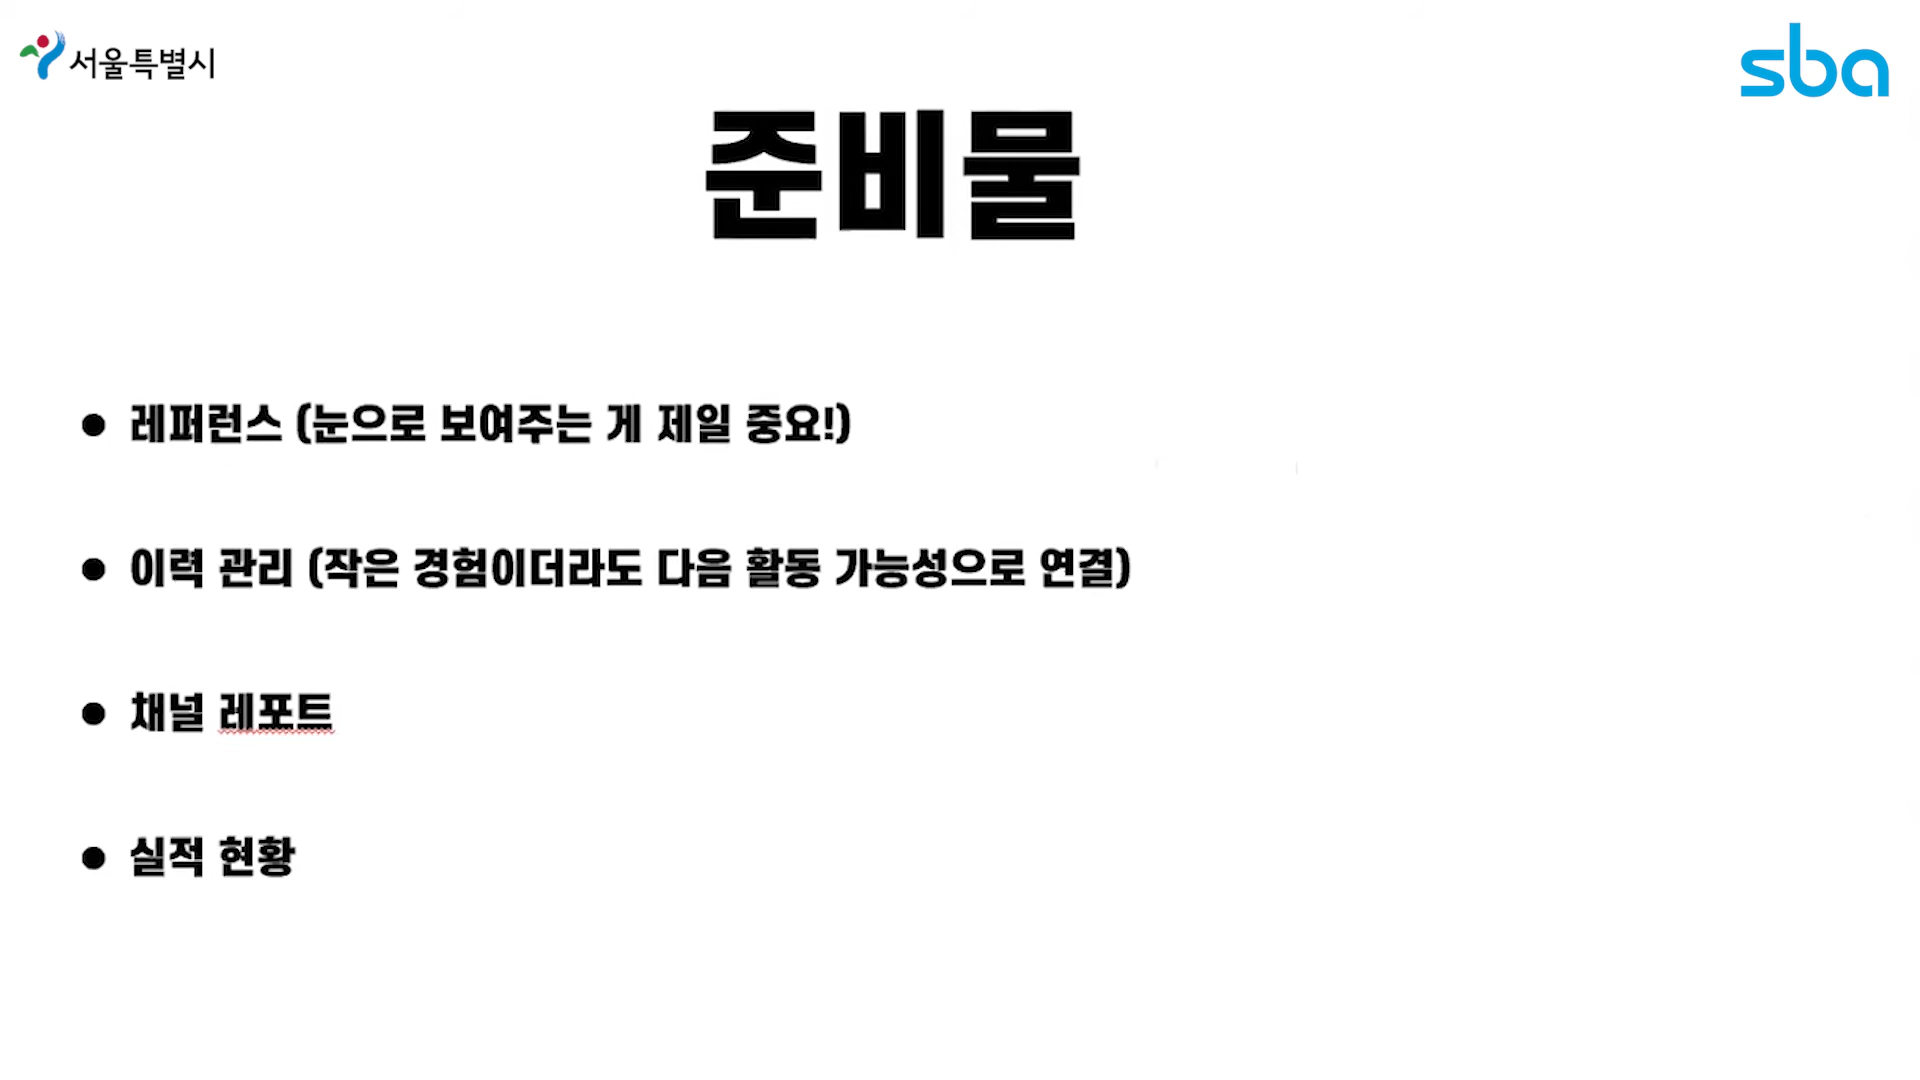 서울특별시
sba
준비물
● 레퍼런스 (눈으로 보여주는 게 제일 중요!)
● 이력 관리 (작은 경험이더라도 다음 활동 가능성으로 연결)
● 채널 레포트
● 실적 현황